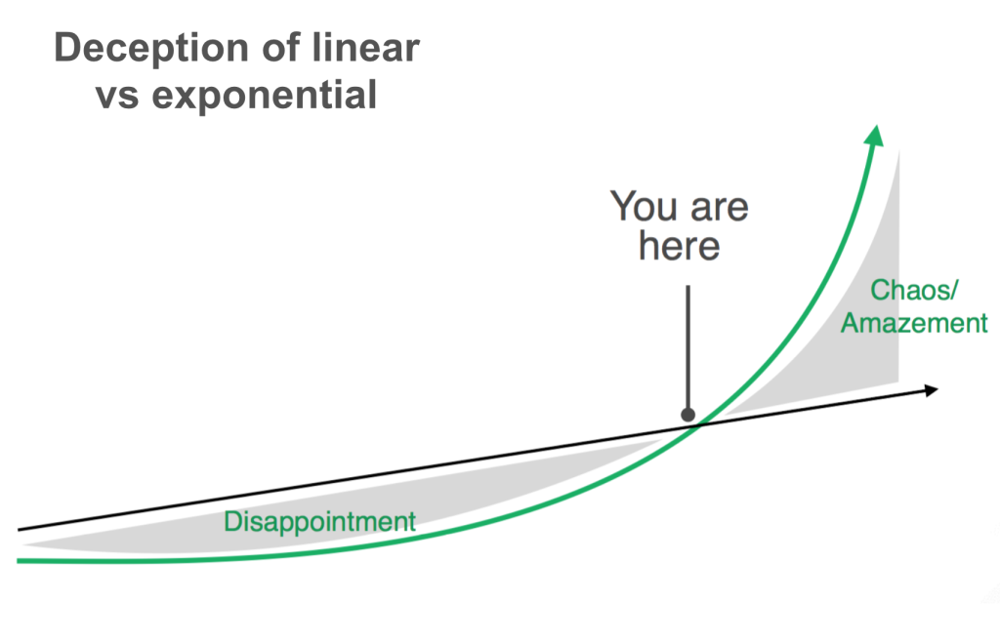 Deception of linear
vs exponential
You are
here
Chaos/
Amazement
Disappointment